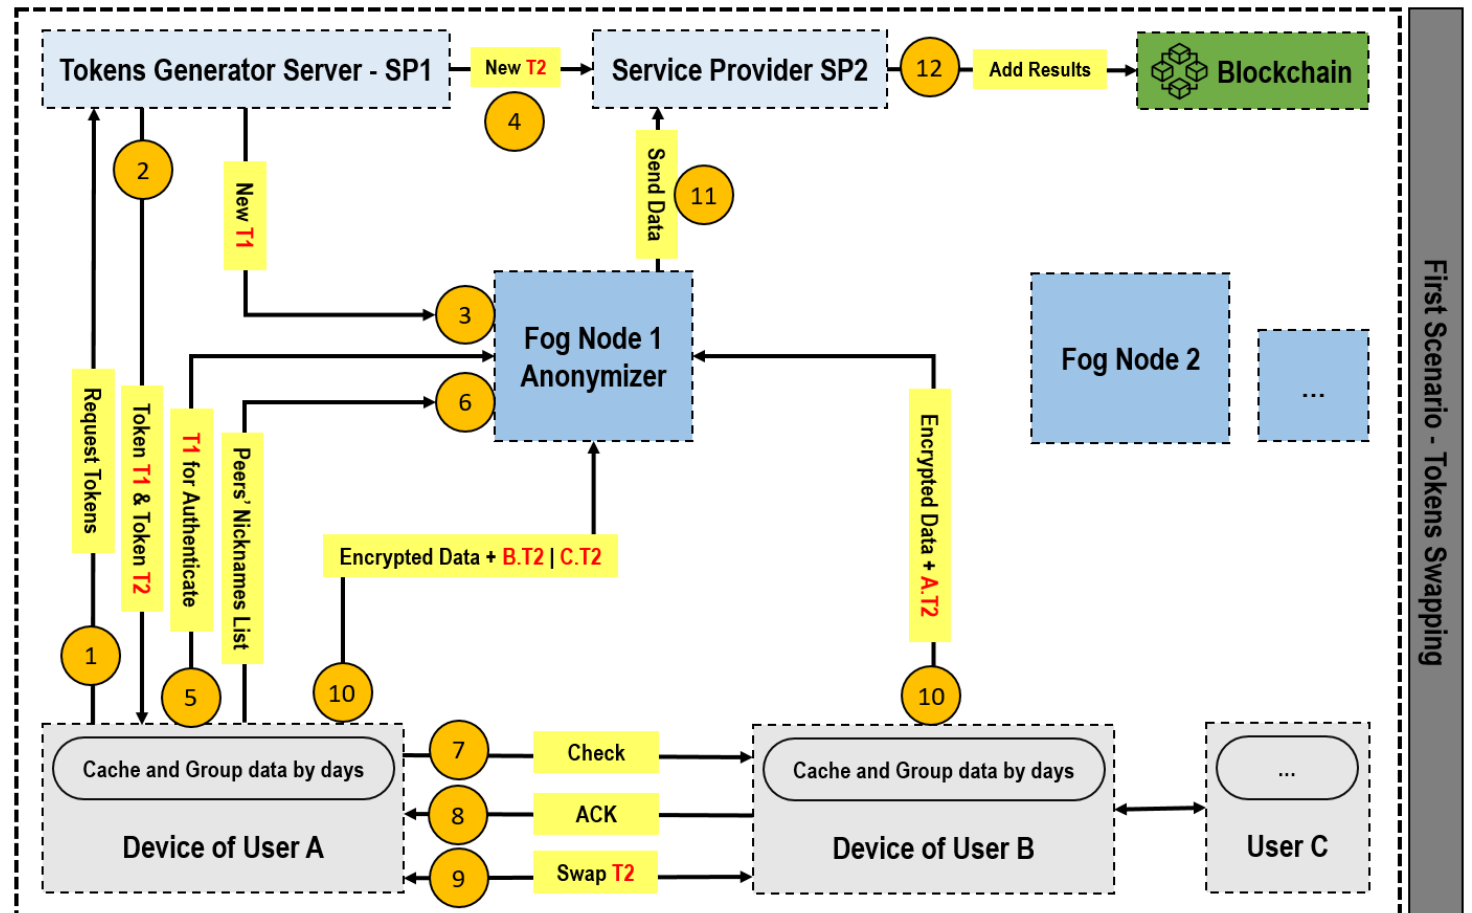 Tokens Generator Server - SP1
New T2
4
Service Provider SP2
12
Add Results
Blockchain
2
New T1
Send Data
11
3
Fog Node 1
Anonymizer
6
Fog Node 2
...
Request Tokens
Token T1 & Token T2
T1 for Authenticate
Peers' Nicknames List
Encrypted Data + B.T2 | C.T2
Encrypted Data + A.T2
1
5
10
10
7
Check
8
ACK
9
Swap T2
Cache and Group data by days
Device of User A
Cache and Group data by days
Device of User B
...
User C
First Scenario - Tokens Swapping